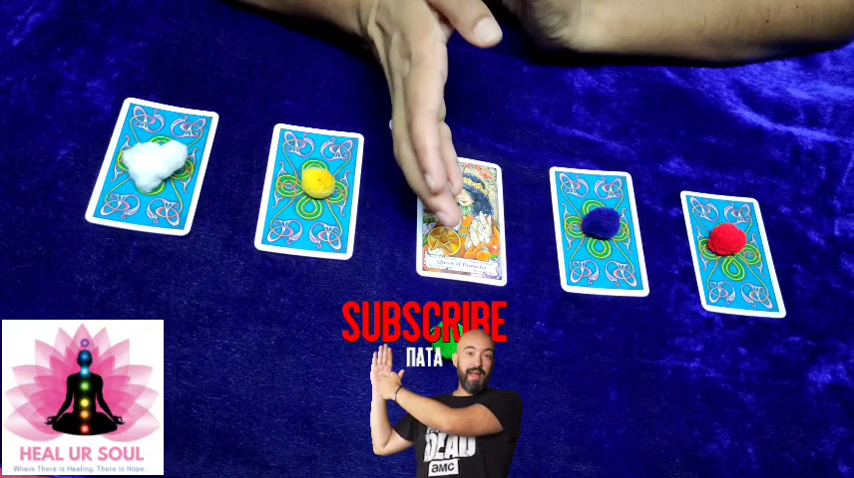 Queen of Pentacles
SUBSCRIBE
ПАТА
DEAD
AMC
HEAL UR SOUL
Where There is Healing, There is Hope.